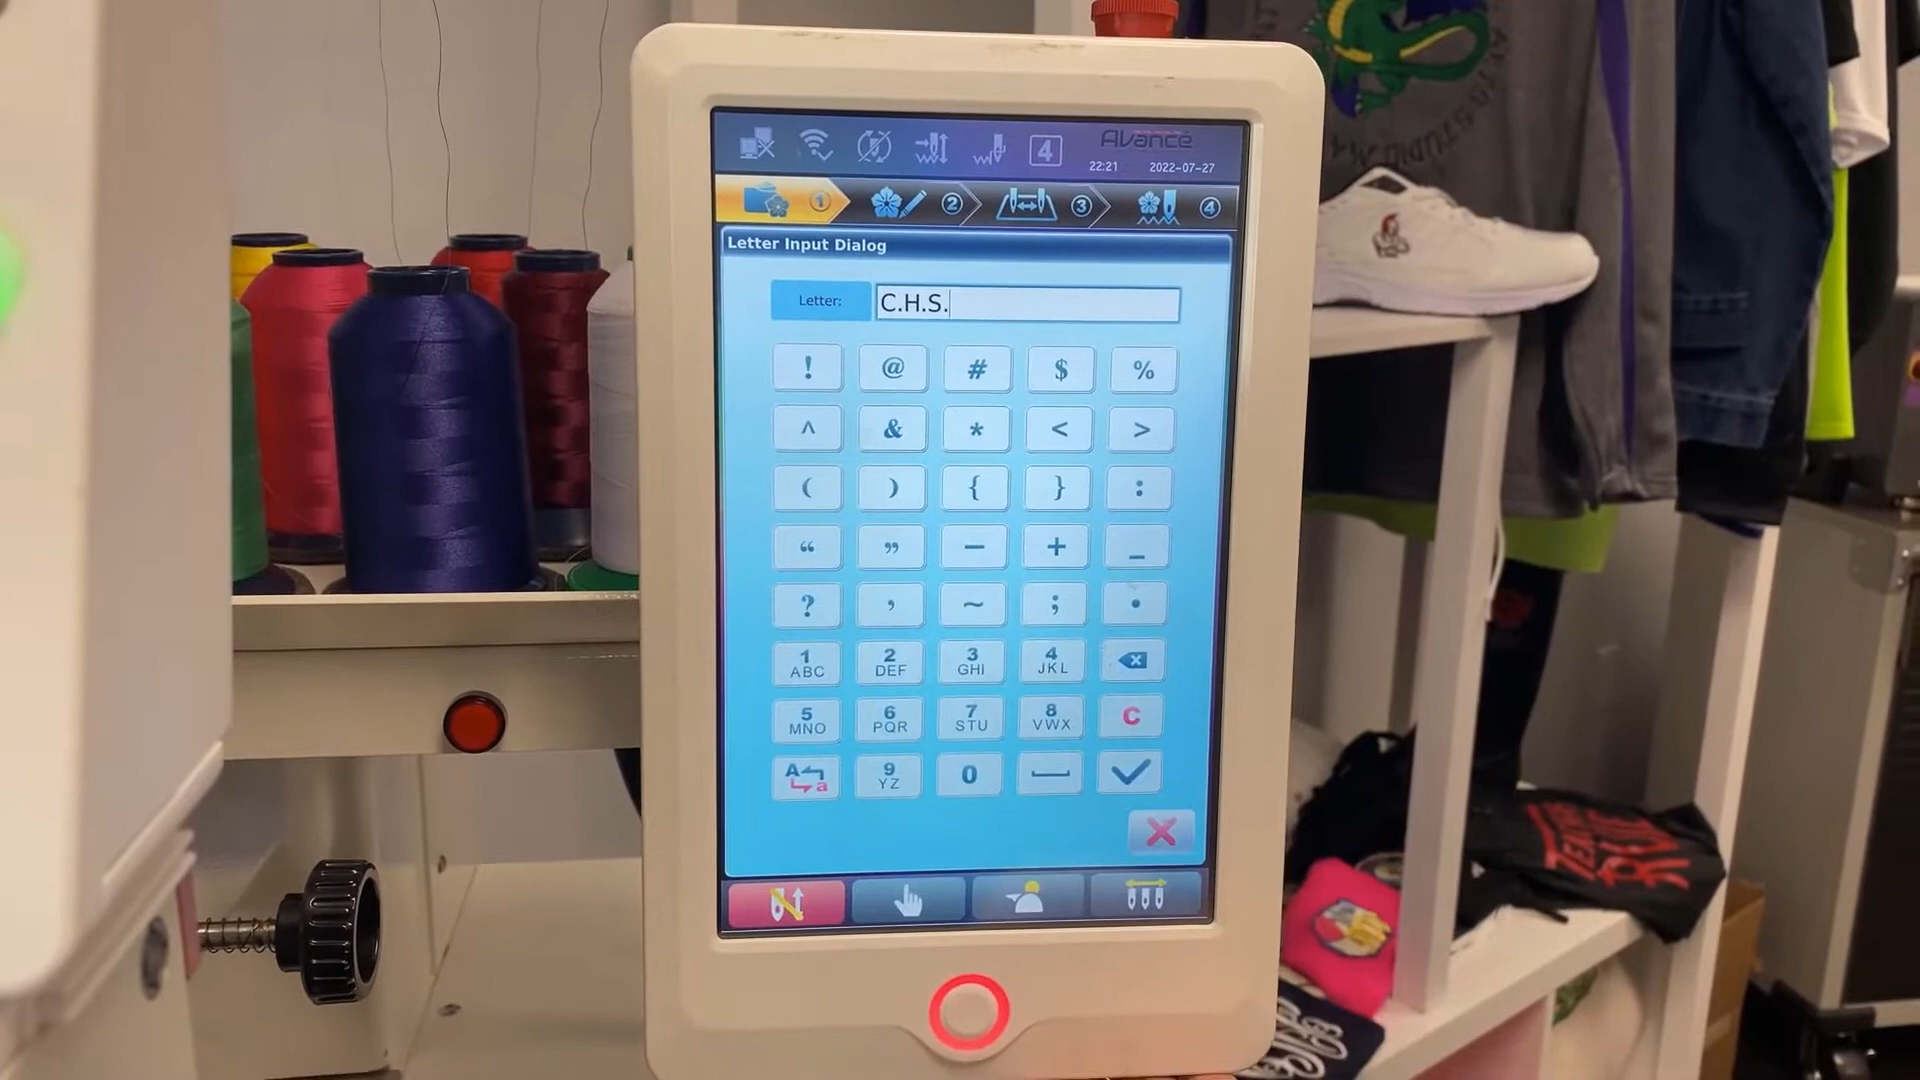 4
Avancé
22:21 2022-07-27
1 2 3 4
Letter Input Dialog
Letter: C.H.S.
! @ # $ %
^ & * < >
( ) { } :
“ ” – + _
? , ~ ; •
1 ABC 2 DEF 3 GHI 4 JKL
5 MNO 6 PQR 7 STU 8 VWX C
A a 9 YZ 0